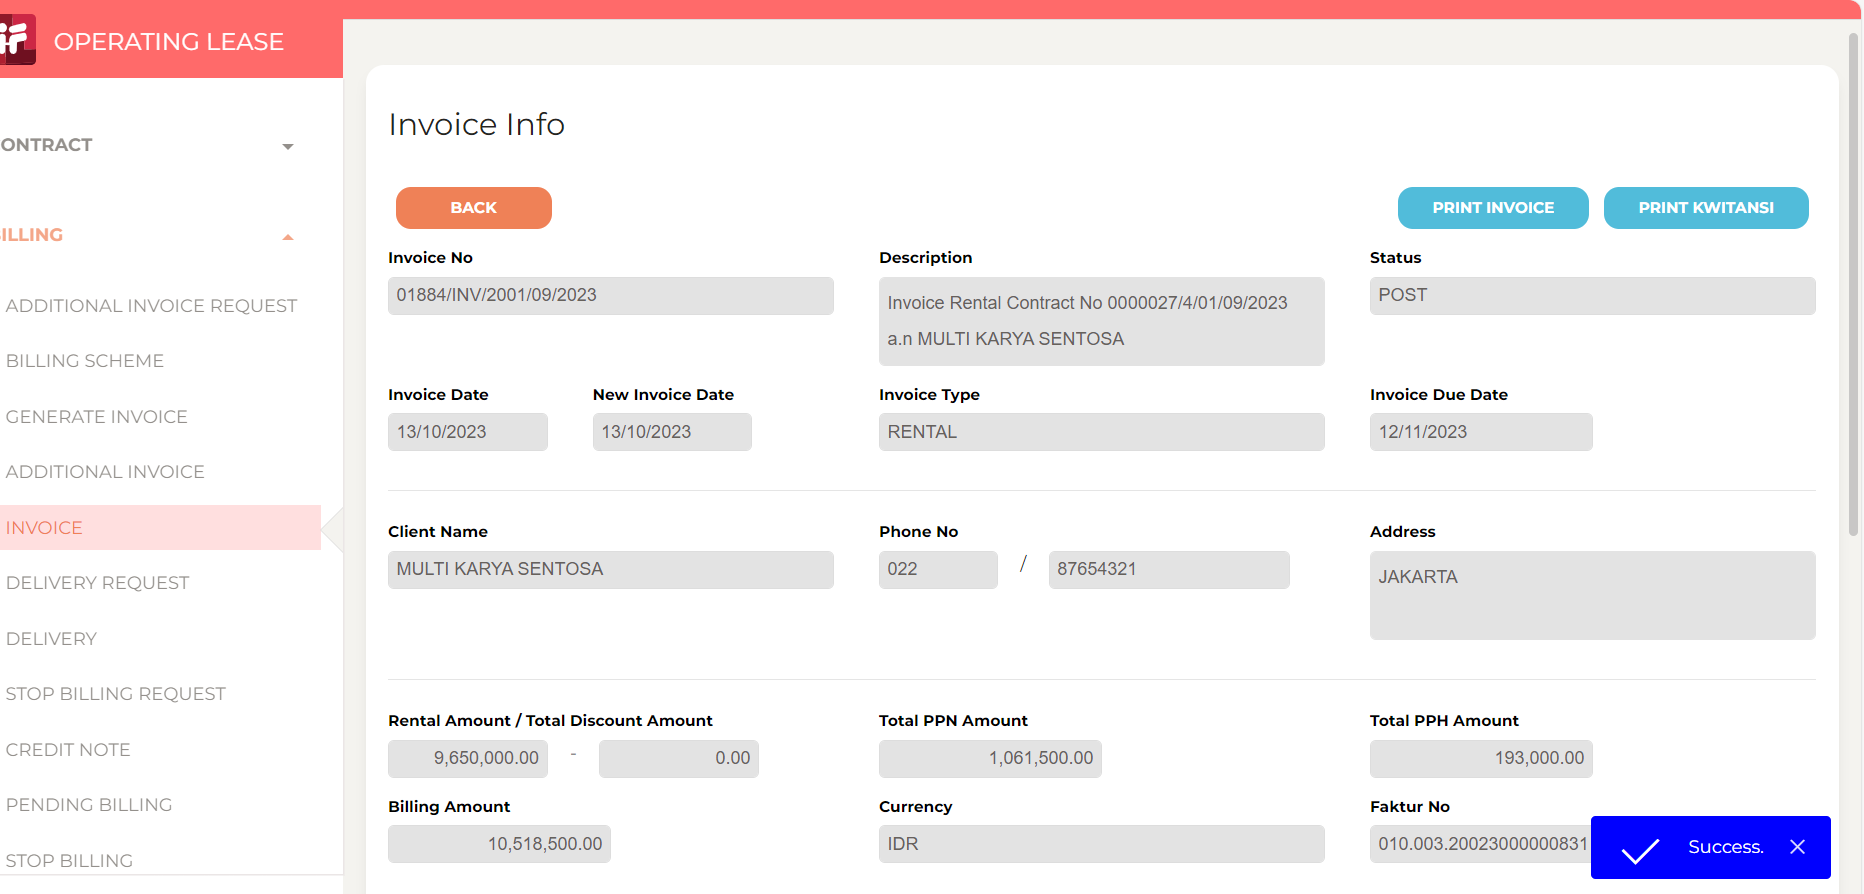 iF
OPERATING LEASE
ONTRACT
ILLING
ADDITIONAL INVOICE REQUEST
BILLING SCHEME
GENERATE INVOICE
ADDITIONAL INVOICE
INVOICE
DELIVERY REQUEST
DELIVERY
STOP BILLING REQUEST
CREDIT NOTE
PENDING BILLING
STOP BILLING
Invoice Info
BACK
PRINT INVOICE
PRINT KWITANSI
Invoice No
01884/INV/2001/09/2023
Description
Invoice Rental Contract No 0000027/4/01/09/2023
a.n MULTI KARYA SENTOSA
Status
POST
Invoice Date
13/10/2023
New Invoice Date
13/10/2023
Invoice Type
RENTAL
Invoice Due Date
12/11/2023
Client Name
MULTI KARYA SENTOSA
Phone No
022 / 87654321
Address
JAKARTA
Rental Amount / Total Discount Amount
9,650,000.00 - 0.00
Total PPN Amount
1,061,500.00
Total PPH Amount
193,000.00
Billing Amount
10,518,500.00
Currency
IDR
Faktur No
010.003.20023000000831
Success.